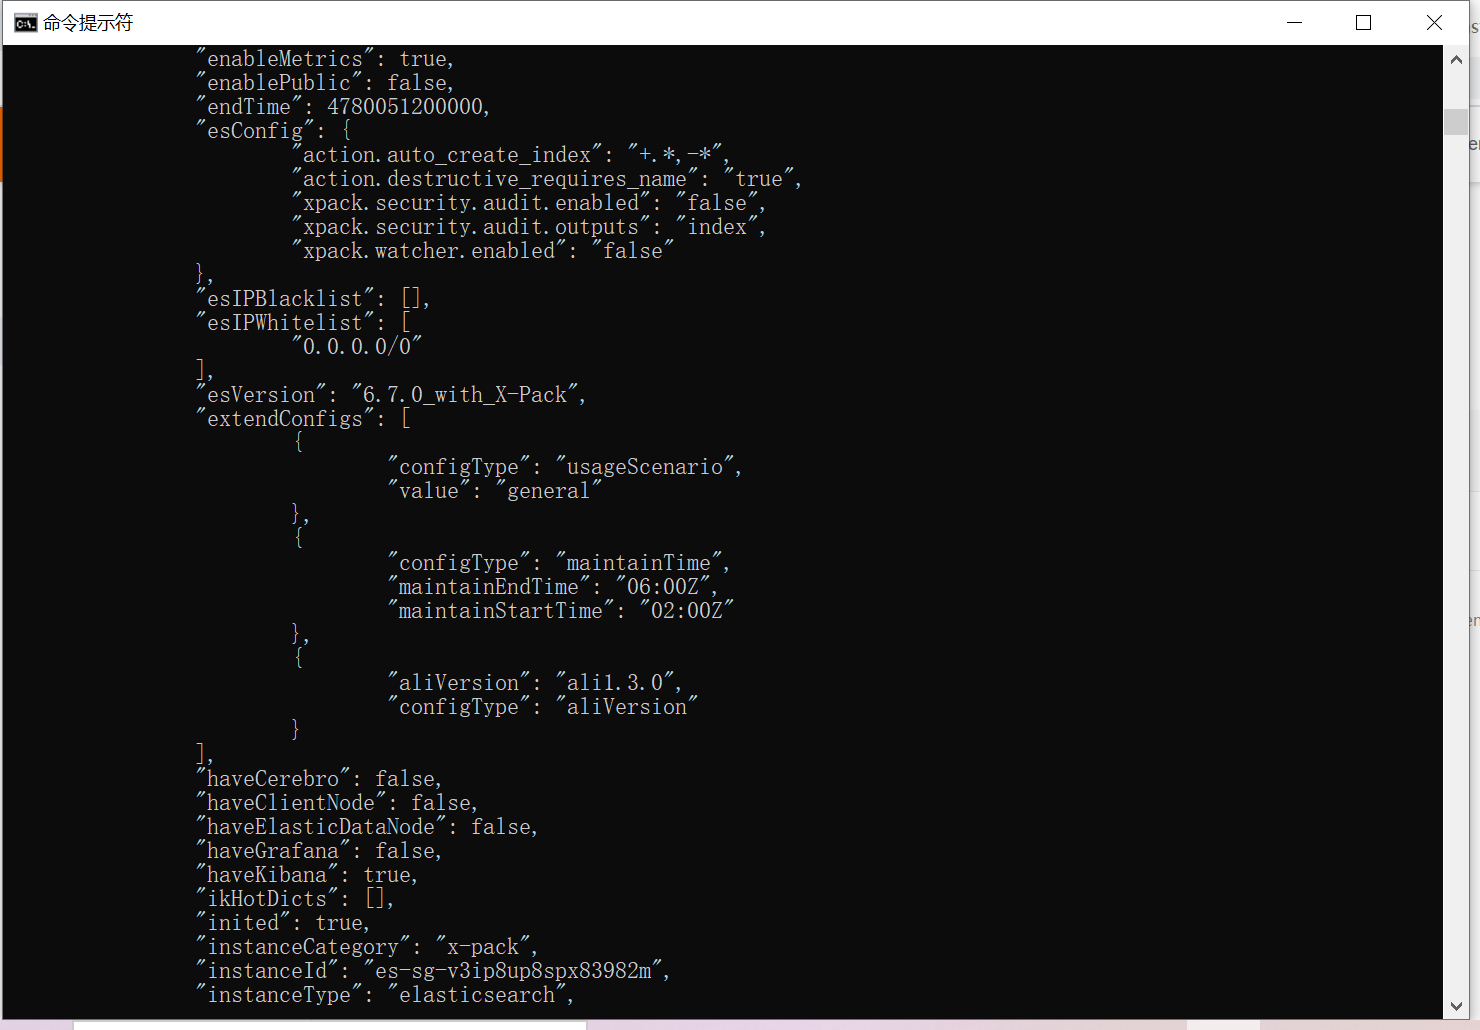 命令提示符
"enableMetrics": true,
"enablePublic": false,
"endTime": 4780051200000,
"esConfig": {
"action.auto_create_index": "+.*,-*",
"action.destructive_requires_name": "true",
"xpack.security.audit.enabled": "false",
"xpack.security.audit.outputs": "index",
"xpack.watcher.enabled": "false"
},
"esIPBlacklist": [],
"esIPWhitelist": [
"0.0.0.0/0"
],
"esVersion": "6.7.0_with_X-Pack",
"extendConfigs": [
{
"configType": "usageScenario",
"value": "general"
},
{
"configType": "maintainTime",
"maintainEndTime": "06:00Z",
"maintainStartTime": "02:00Z"
},
{
"aliVersion": "ali1.3.0",
"configType": "aliVersion"
}
],
"haveCerebro": false,
"haveClientNode": false,
"haveElasticDataNode": false,
"haveGrafana": false,
"haveKibana": true,
"ikHotDicts": [],
"inited": true,
"instanceCategory": "x-pack",
"instanceId": "es-sg-v3ip8up8spx83982m",
"instanceType": "elasticsearch",